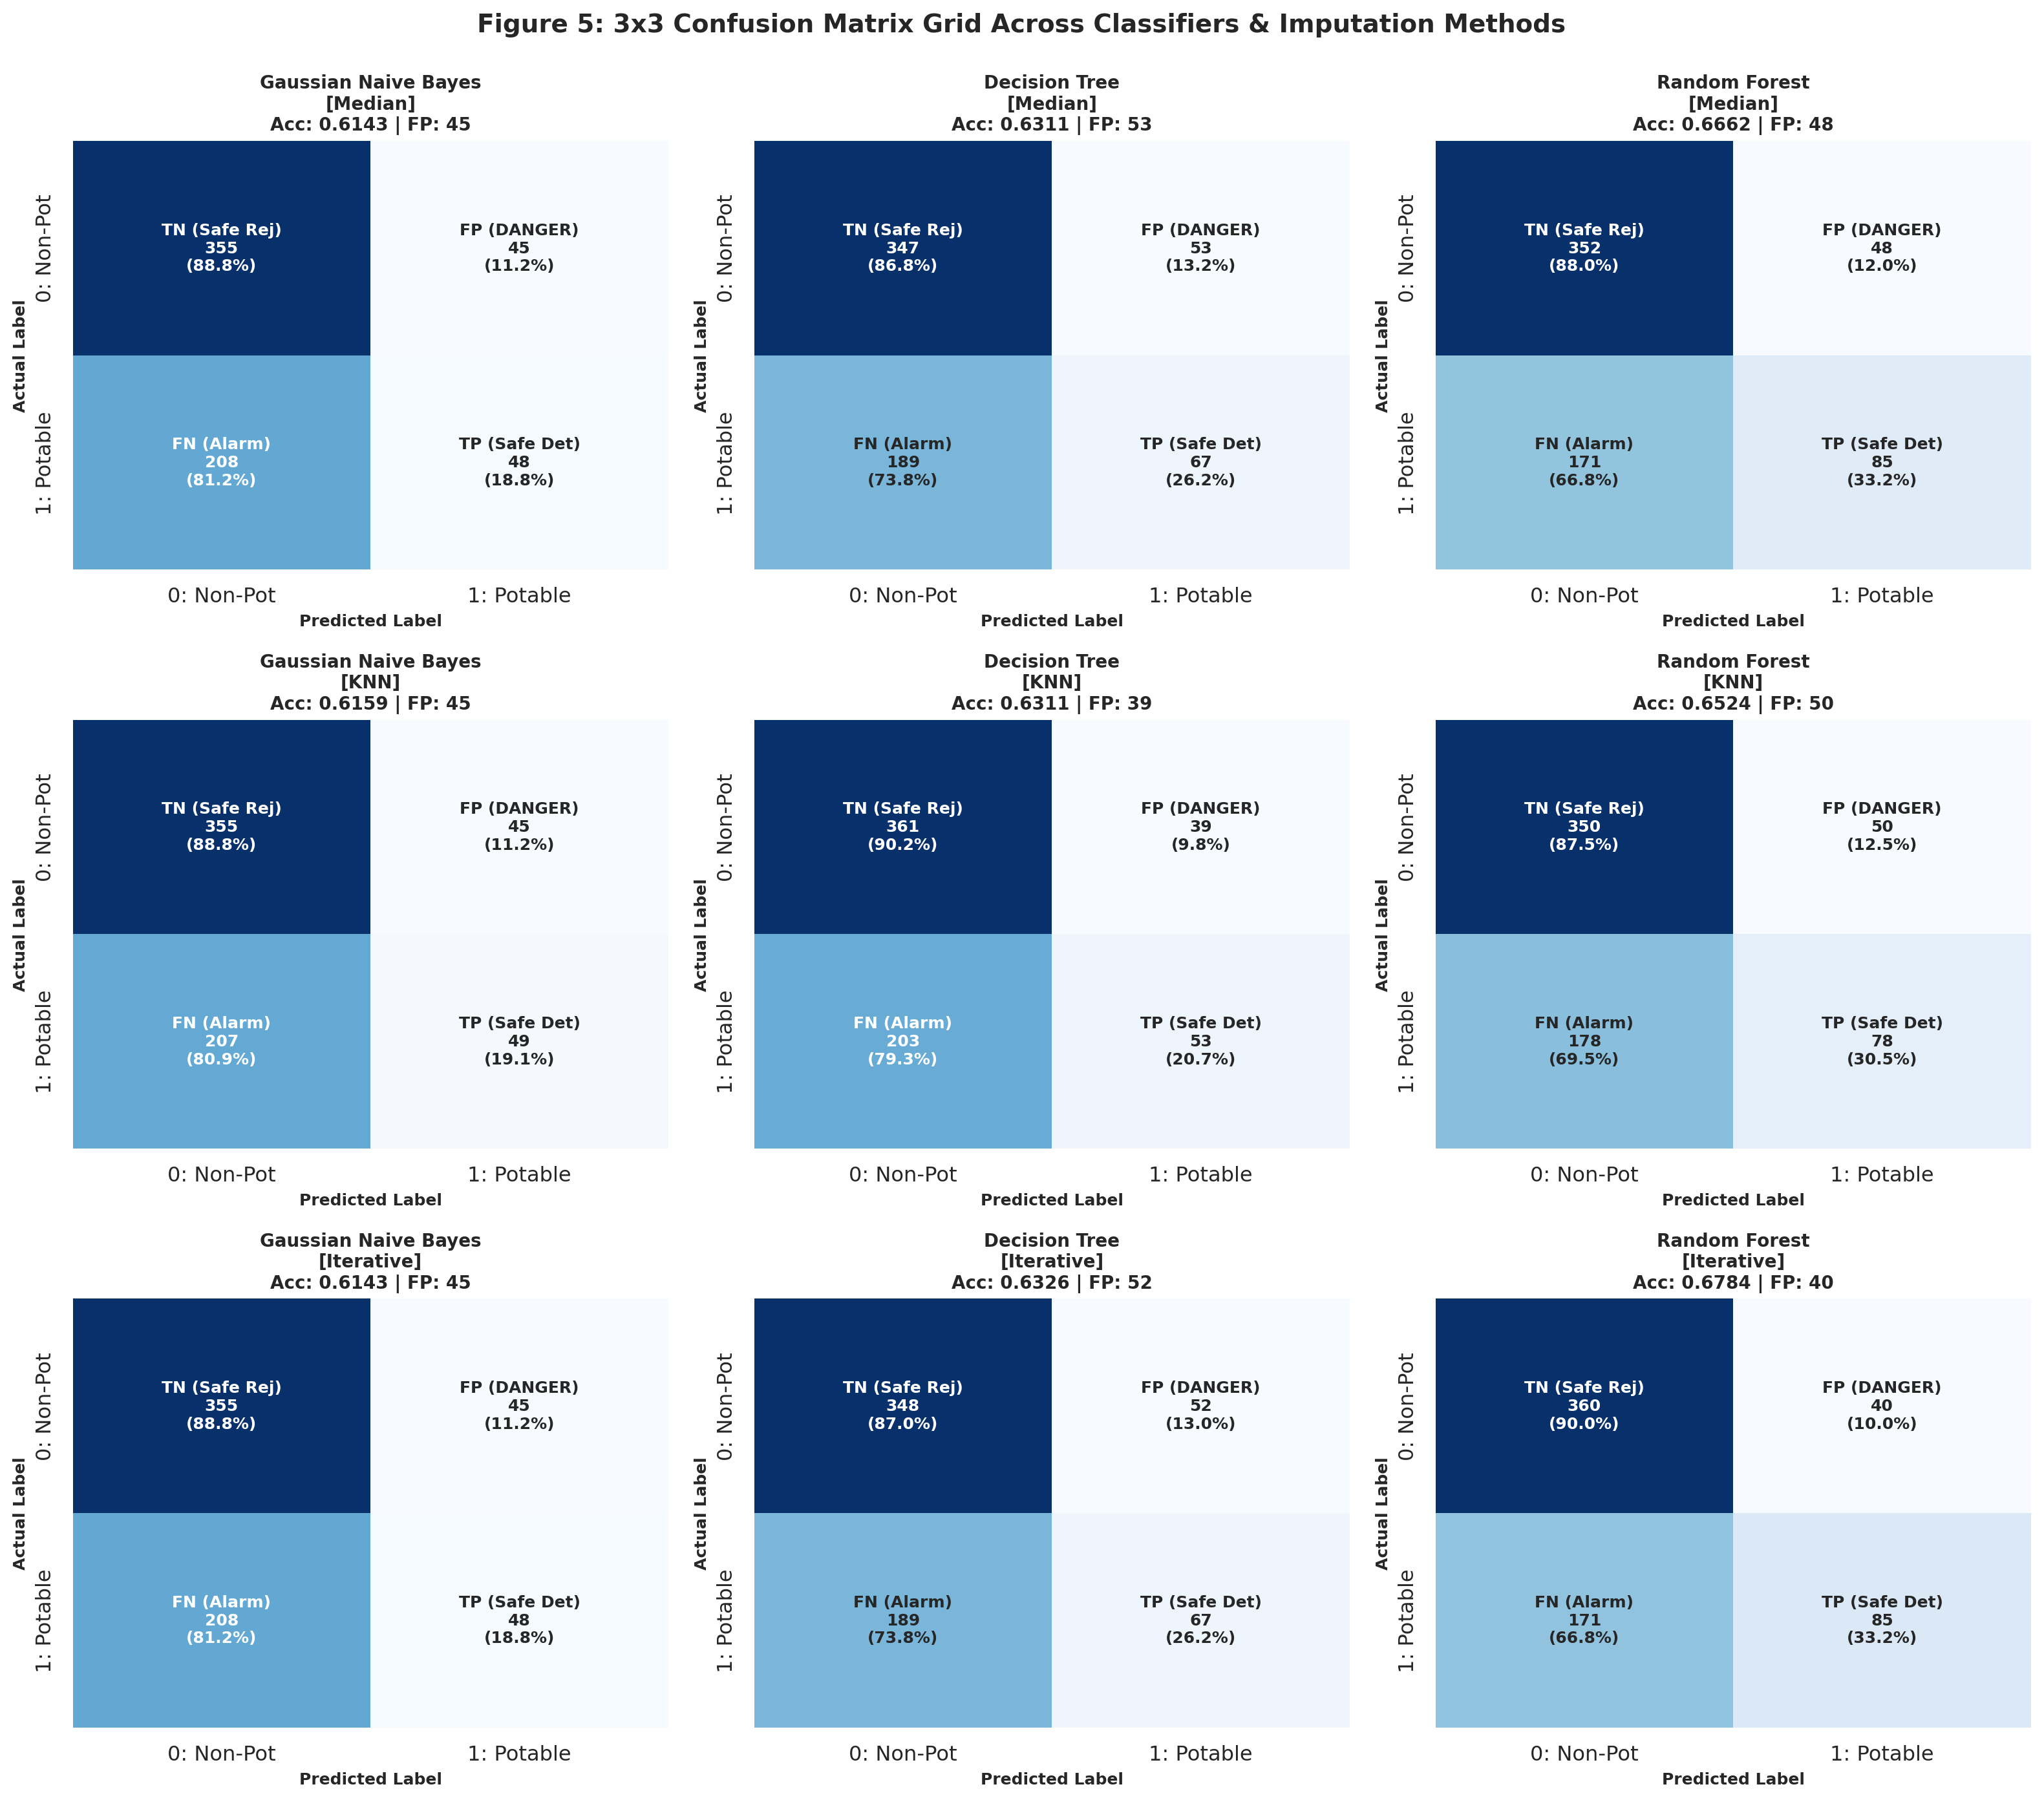 Figure 5: 3x3 Confusion Matrix Grid Across Classifiers & Imputation Methods
Gaussian Naive Bayes
[Median]
Acc: 0.6143 | FP: 45
Actual Label
0: Non-Pot
1: Potable
TN (Safe Rej)
355
(88.8%)
FP (DANGER)
45
(11.2%)
FN (Alarm)
208
(81.2%)
TP (Safe Det)
48
(18.8%)
0: Non-Pot
1: Potable
Predicted Label
Decision Tree
[Median]
Acc: 0.6311 | FP: 53
Actual Label
0: Non-Pot
1: Potable
TN (Safe Rej)
347
(86.8%)
FP (DANGER)
53
(13.2%)
FN (Alarm)
189
(73.8%)
TP (Safe Det)
67
(26.2%)
0: Non-Pot
1: Potable
Predicted Label
Random Forest
[Median]
Acc: 0.6662 | FP: 48
Actual Label
0: Non-Pot
1: Potable
TN (Safe Rej)
352
(88.0%)
FP (DANGER)
48
(12.0%)
FN (Alarm)
171
(66.8%)
TP (Safe Det)
85
(33.2%)
0: Non-Pot
1: Potable
Predicted Label
Gaussian Naive Bayes
[KNN]
Acc: 0.6159 | FP: 45
Actual Label
0: Non-Pot
1: Potable
TN (Safe Rej)
355
(88.8%)
FP (DANGER)
45
(11.2%)
FN (Alarm)
207
(80.9%)
TP (Safe Det)
49
(19.1%)
0: Non-Pot
1: Potable
Predicted Label
Decision Tree
[KNN]
Acc: 0.6311 | FP: 39
Actual Label
0: Non-Pot
1: Potable
TN (Safe Rej)
361
(90.2%)
FP (DANGER)
39
(9.8%)
FN (Alarm)
203
(79.3%)
TP (Safe Det)
53
(20.7%)
0: Non-Pot
1: Potable
Predicted Label
Random Forest
[KNN]
Acc: 0.6524 | FP: 50
Actual Label
0: Non-Pot
1: Potable
TN (Safe Rej)
350
(87.5%)
FP (DANGER)
50
(12.5%)
FN (Alarm)
178
(69.5%)
TP (Safe Det)
78
(30.5%)
0: Non-Pot
1: Potable
Predicted Label
Gaussian Naive Bayes
[Iterative]
Acc: 0.6143 | FP: 45
Actual Label
0: Non-Pot
1: Potable
TN (Safe Rej)
355
(88.8%)
FP (DANGER)
45
(11.2%)
FN (Alarm)
208
(81.2%)
TP (Safe Det)
48
(18.8%)
0: Non-Pot
1: Potable
Predicted Label
Decision Tree
[Iterative]
Acc: 0.6326 | FP: 52
Actual Label
0: Non-Pot
1: Potable
TN (Safe Rej)
348
(87.0%)
FP (DANGER)
52
(13.0%)
FN (Alarm)
189
(73.8%)
TP (Safe Det)
67
(26.2%)
0: Non-Pot
1: Potable
Predicted Label
Random Forest
[Iterative]
Acc: 0.6784 | FP: 40
Actual Label
0: Non-Pot
1: Potable
TN (Safe Rej)
360
(90.0%)
FP (DANGER)
40
(10.0%)
FN (Alarm)
171
(66.8%)
TP (Safe Det)
85
(33.2%)
0: Non-Pot
1: Potable
Predicted Label